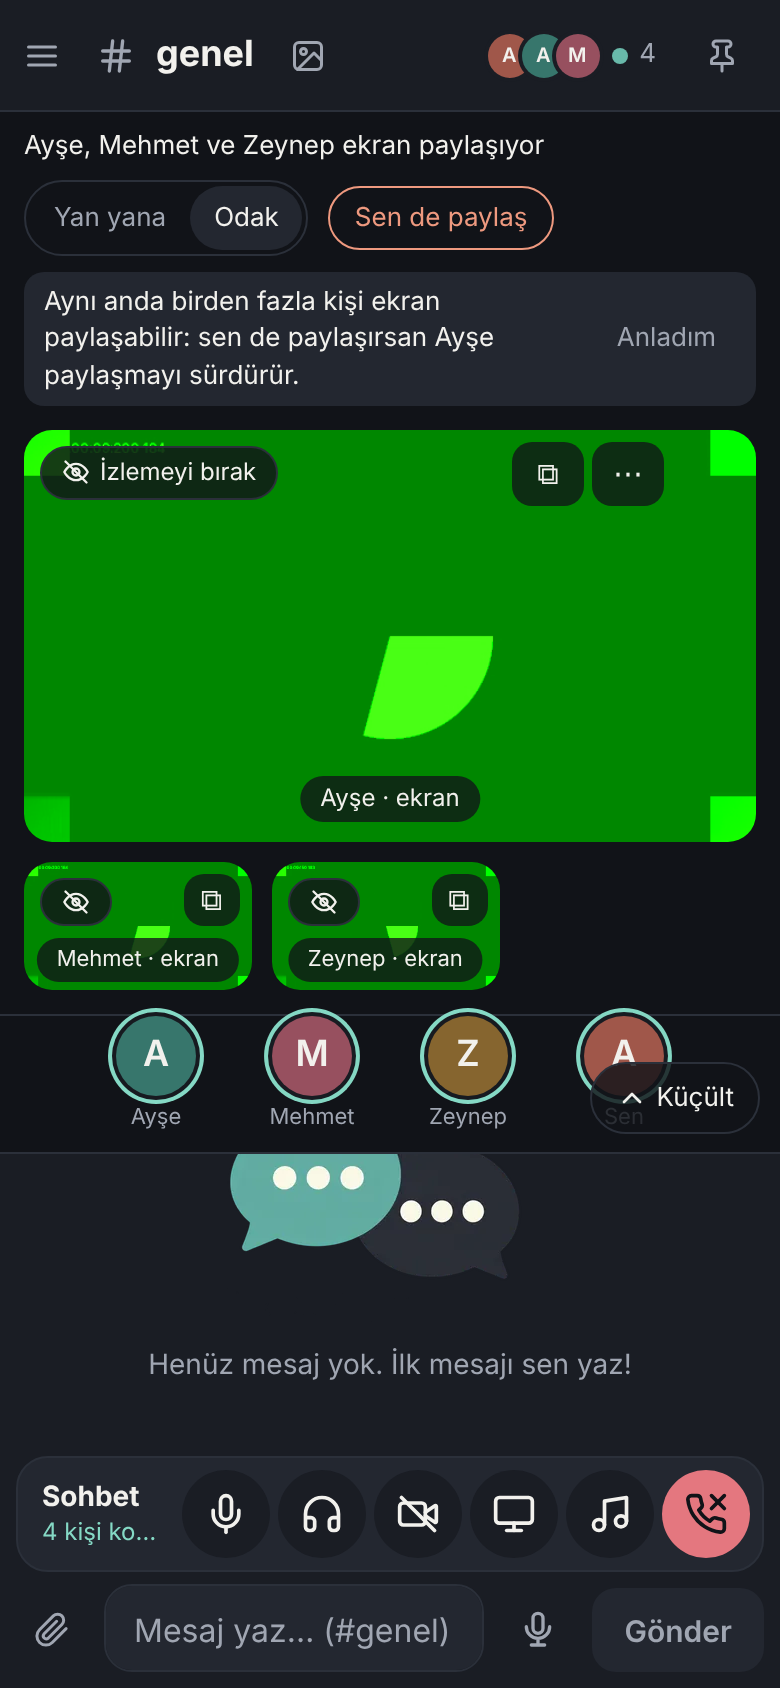 # genel
A A M 4
Ayşe, Mehmet ve Zeynep ekran paylaşıyor
Yan yana Odak Sen de paylaş
Aynı anda birden fazla kişi ekran
paylaşabilir: sen de paylaşırsan Ayşe
paylaşmayı sürdürür.
Anladım
İzlemeyi bırak
Ayşe · ekran
Mehmet · ekran
Zeynep · ekran
A M Z A
Ayşe Mehmet Zeynep Sen
Küçült
Henüz mesaj yok. İlk mesajı sen yaz!
Sohbet
4 kişi ko...
Mesaj yaz... (#genel)
Gönder